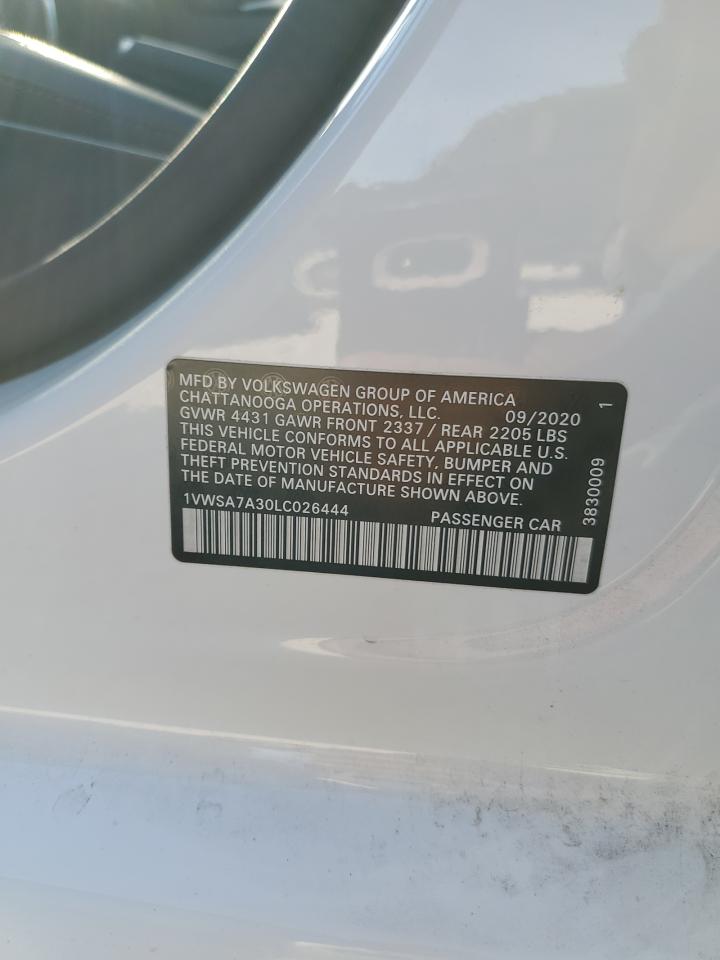 MFD BY VOLKSWAGEN GROUP OF AMERICA
CHATTANOOGA OPERATIONS, LLC. 09/2020
GVWR 4431 GAWR FRONT 2337 / REAR 2205 LBS
THIS VEHICLE CONFORMS TO ALL APPLICABLE U.S.
FEDERAL MOTOR VEHICLE SAFETY, BUMPER AND
THEFT PREVENTION STANDARDS IN EFFECT ON
THE DATE OF MANUFACTURE SHOWN ABOVE.
1VWSA7A30LC026444 PASSENGER CAR
3830009 1